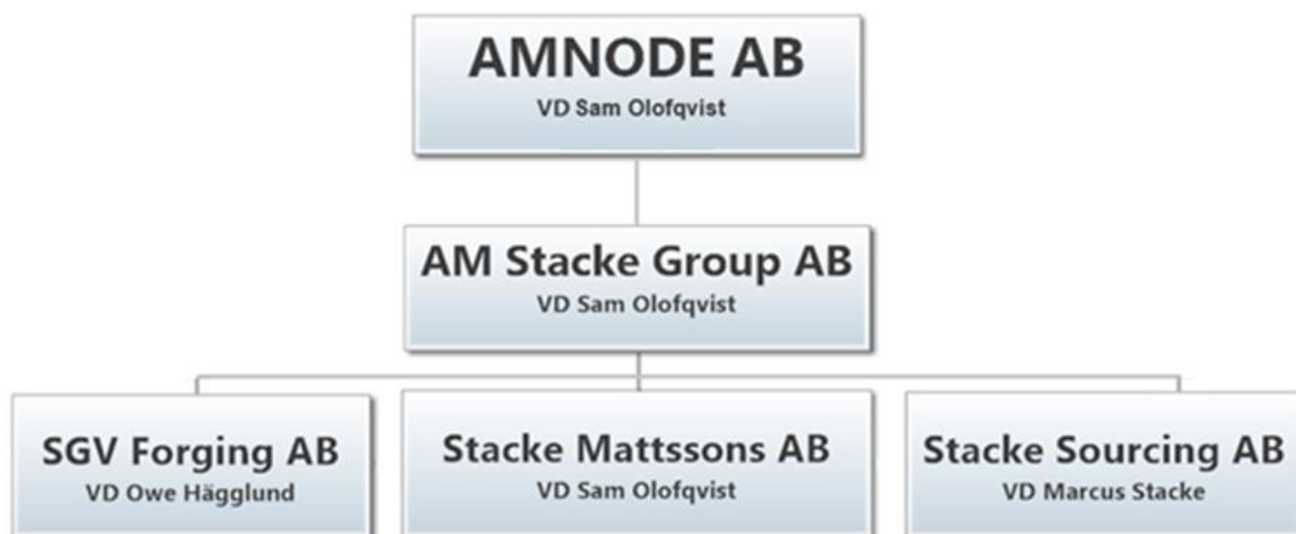 AMNODE AB
VD Sam Olofqvist
AM Stacke Group AB
VD Sam Olofqvist
SGV Forging AB
VD Owe Hägglund
Stacke Mattssons AB
VD Sam Olofqvist
Stacke Sourcing AB
VD Marcus Stacke